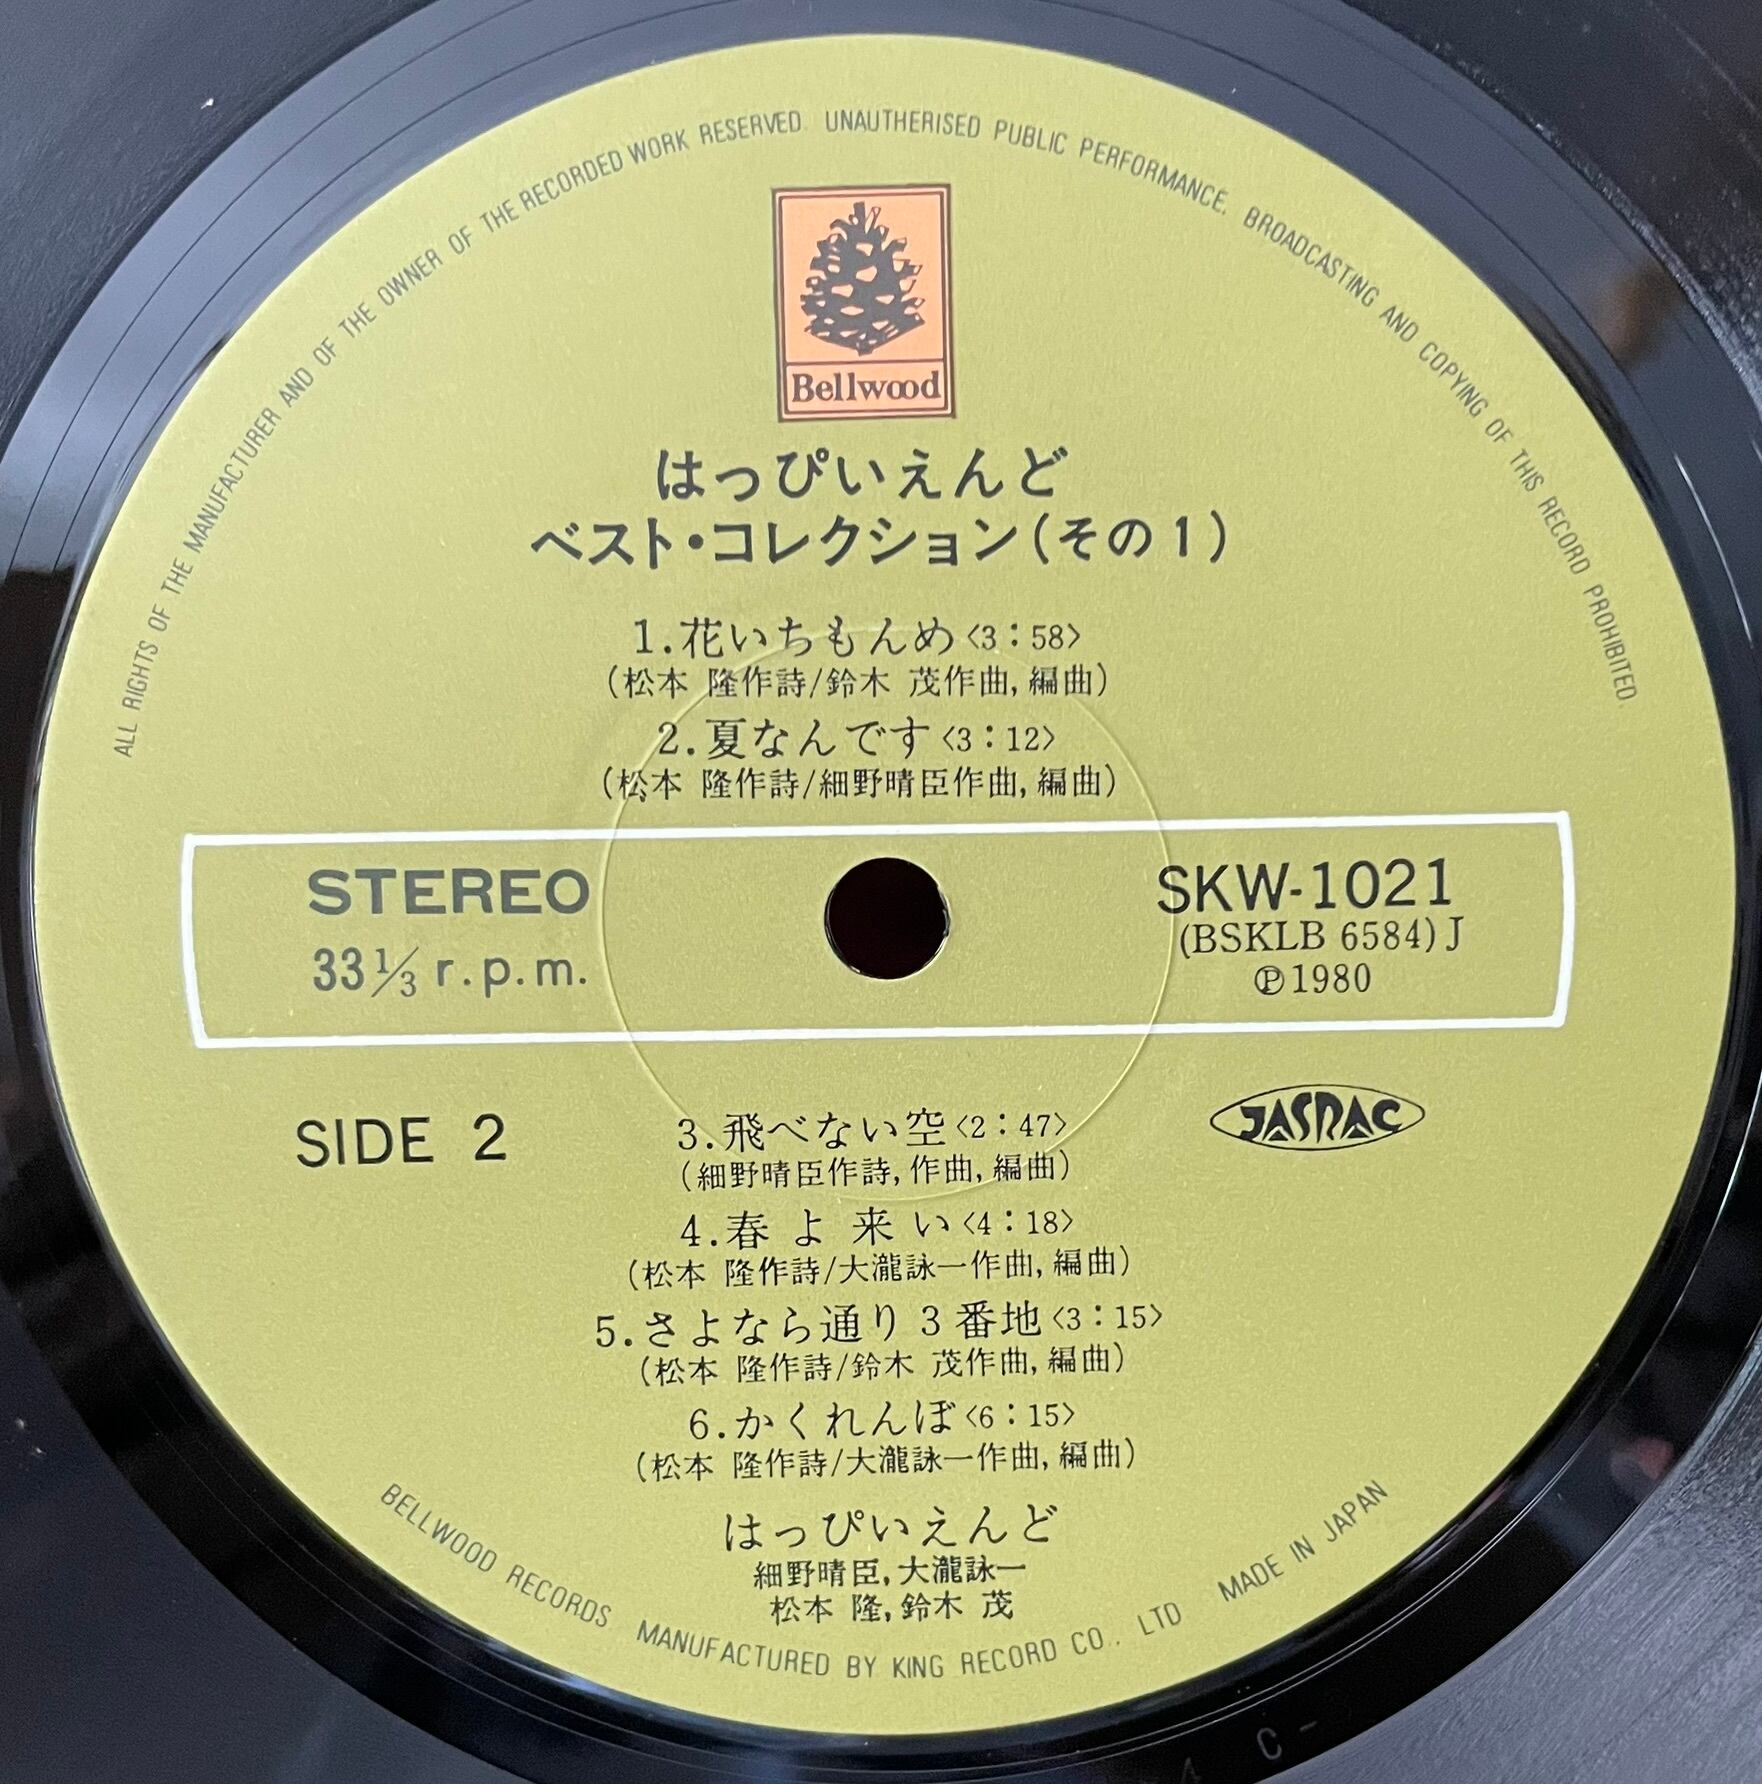 ALL RIGHTS OF THE MANUFACTURER AND OF THE OWNER OF THE RECORDED WORK RESERVED. UNAUTHERISED PUBLIC PERFORMANCE. BROADCASTING AND COPYING OF THIS RECORD PROHIBITED.
Bellwood
はっぴいえんど
ベスト・コレクション(その1)
1.花いちもんめ〈3:58〉
(松本 隆作詩/鈴木 茂作曲,編曲)
2.夏なんです〈3:12〉
(松本 隆作詩/細野晴臣作曲,編曲)
STEREO
33 1/3 r.p.m.
SKW-1021
(BSKLB 6584)J
Ⓟ1980
SIDE 2
JASRAC
3.飛べない空〈2:47〉
(細野晴臣作詩,作曲,編曲)
4.春よ来い〈4:18〉
(松本 隆作詩/大瀧詠一作曲,編曲)
5.さよなら通り3番地〈3:15〉
(松本 隆作詩/鈴木 茂作曲,編曲)
6.かくれんぼ〈6:15〉
(松本 隆作詩/大瀧詠一作曲,編曲)
はっぴいえんど
細野晴臣,大瀧詠一
松本 隆,鈴木 茂
BELLWOOD RECORDS MANUFACTURED BY KING RECORD CO., LTD MADE IN JAPAN